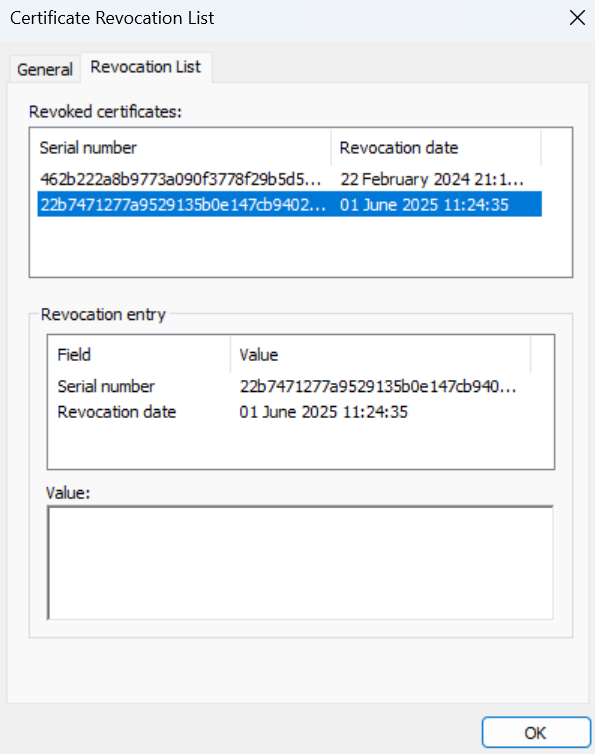 Certificate Revocation List
General Revocation List
Revoked certificates:
Serial number Revocation date
462b222a8b9773a090f3778f29b5d5... 22 February 2024 21:1...
22b7471277a9529135b0e147cb9402... 01 June 2025 11:24:35
Revocation entry
Field Value
Serial number 22b7471277a9529135b0e147cb940...
Revocation date 01 June 2025 11:24:35
Value:
OK